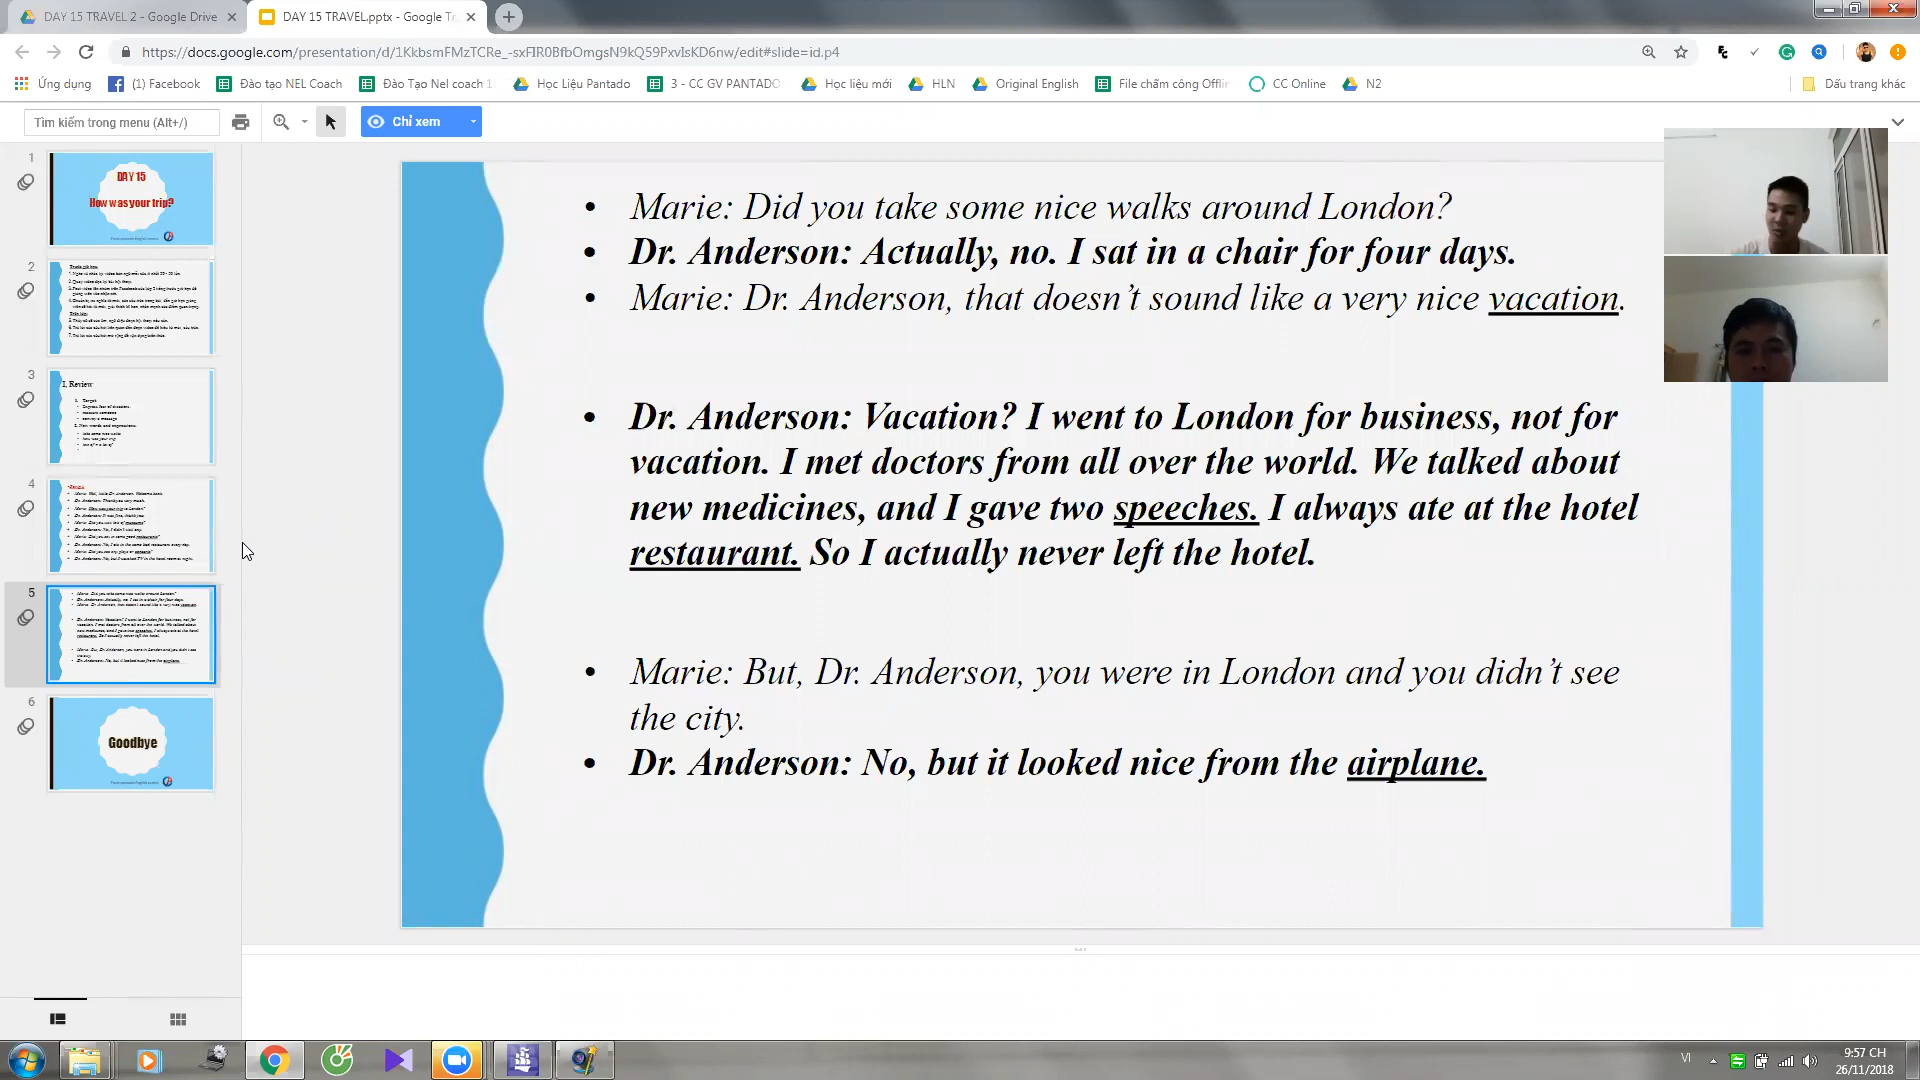 DAY 15 TRAVEL 2 - Google Drive
DAY 15 TRAVEL.pptx - Google Tr
https://docs.google.com/presentation/d/1KkbsmFMzTCRe_-sxFIR0BfbOmgsN9kQ59PxvIsKD6nw/edit#slide=id.p4
Ứng dụng
(1) Facebook
Đào tạo NEL Coach
Đào Tạo Nel coach 1
Học Liệu Pantado
3 - CC GV PANTADO
Học liệu mới
HLN
Original English
File chấm công Offlin
CC Online
N2
Dấu trang khác
Tìm kiếm trong menu (Alt+/)
Chỉ xem
1
DAY 15
How was your trip?
2
3
I, Review
4
5
6
Goodbye
• Marie: Did you take some nice walks around London?
• Dr. Anderson: Actually, no. I sat in a chair for four days.
• Marie: Dr. Anderson, that doesn't sound like a very nice vacation.
• Dr. Anderson: Vacation? I went to London for business, not for
vacation. I met doctors from all over the world. We talked about
new medicines, and I gave two speeches. I always ate at the hotel
restaurant. So I actually never left the hotel.
• Marie: But, Dr. Anderson, you were in London and you didn't see
the city.
• Dr. Anderson: No, but it looked nice from the airplane.
VI
9:57 CH
26/11/2018